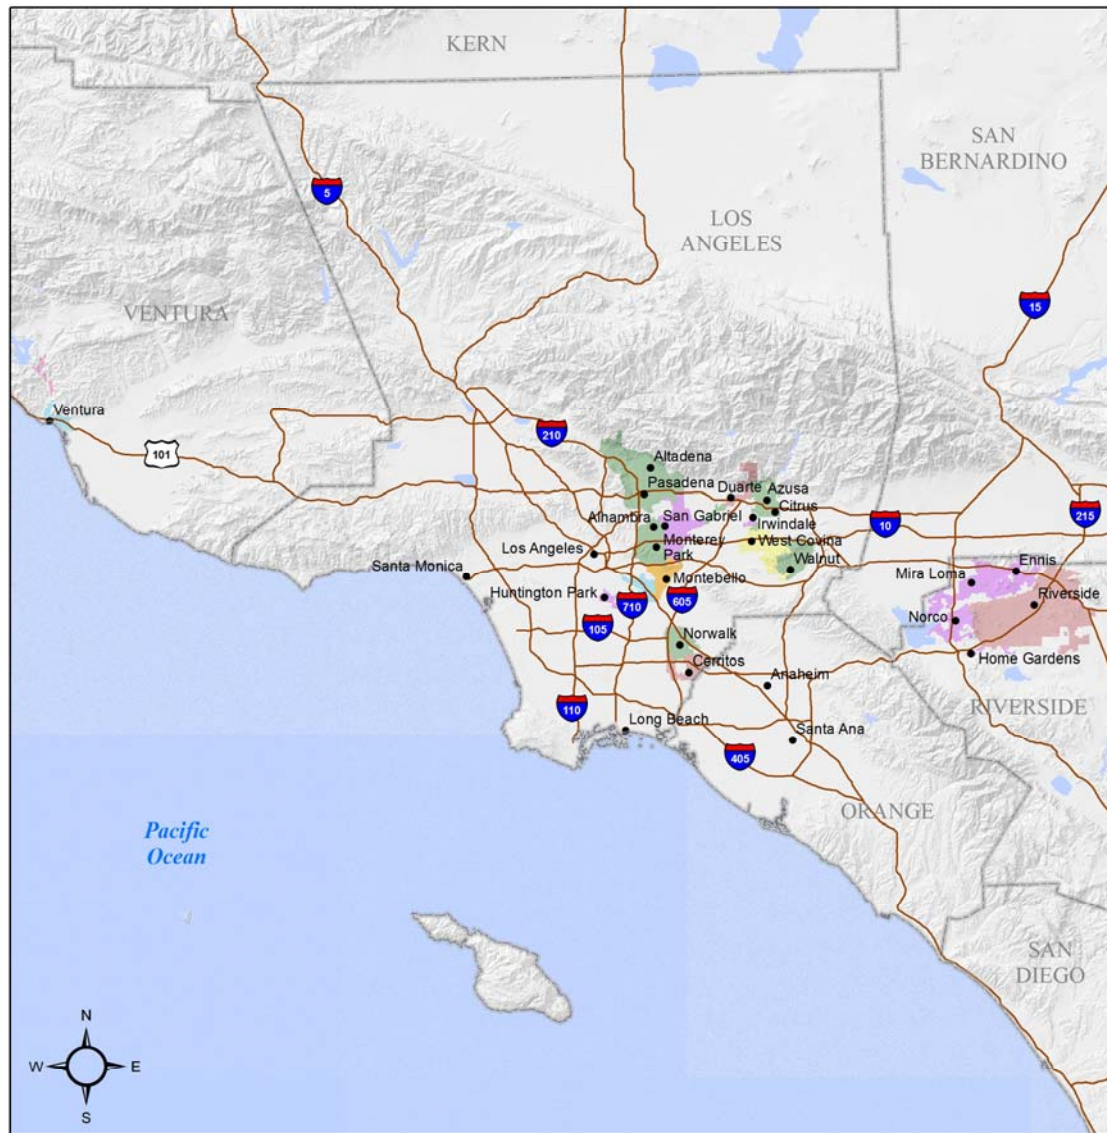 KERN
SAN
BERNARDINO
5
LOS
ANGELES
15
VENTURA
Ventura
101
210
Altadena
Pasadena
Duarte
Azusa
Citrus
215
10
Alhambra
San Gabriel
Irwindale
Los Angeles
Monterey
Park
West Covina
Walnut
Ennis
Santa Monica
Montebello
Mira Loma
Huntington Park
710
605
Riverside
105
Norco
Norwalk
Home Gardens
Cerritos
Anaheim
RIVERSIDE
110
Long Beach
Santa Ana
405
ORANGE
Pacific
Ocean
SAN
DIEGO
N
W
E
S